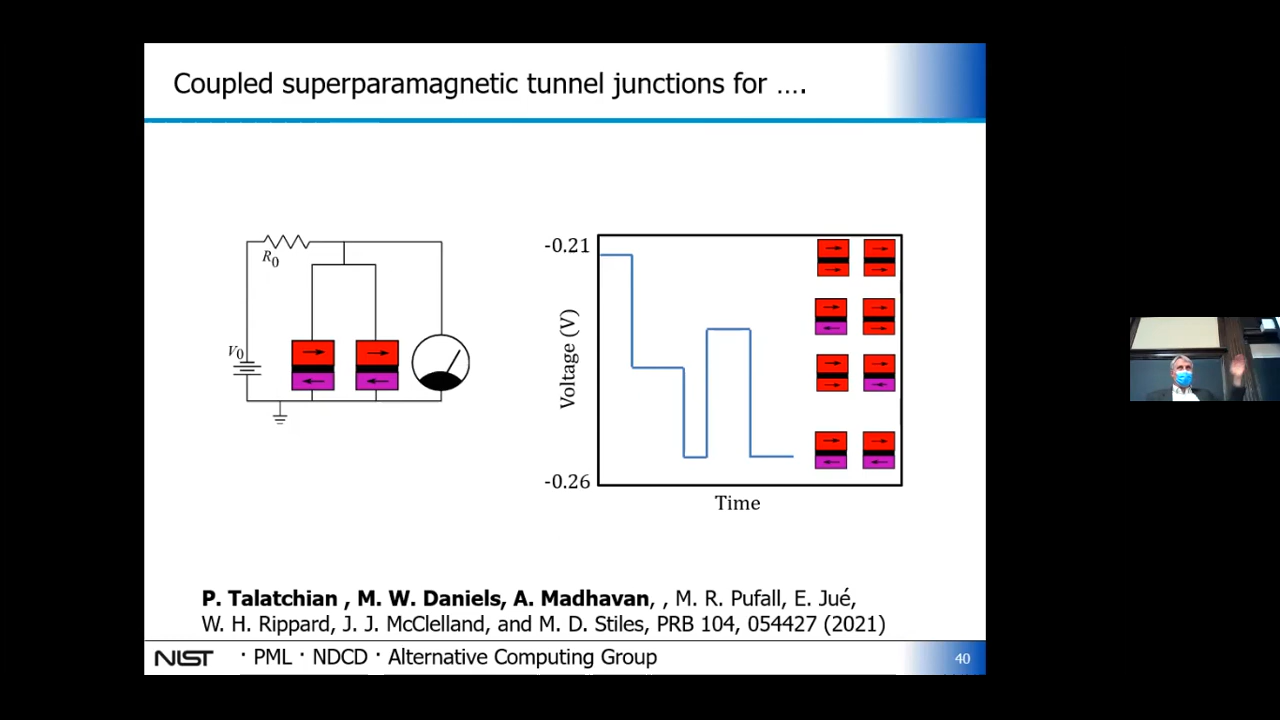 Coupled superparamagnetic tunnel junctions for ….
R0
V0
-0.21
Voltage (V)
-0.26
Time
P. Talatchian , M. W. Daniels, A. Madhavan, , M. R. Pufall, E. Jué,
W. H. Rippard, J. J. McClelland, and M. D. Stiles, PRB 104, 054427 (2021)
NIST · PML · NDCD · Alternative Computing Group
40